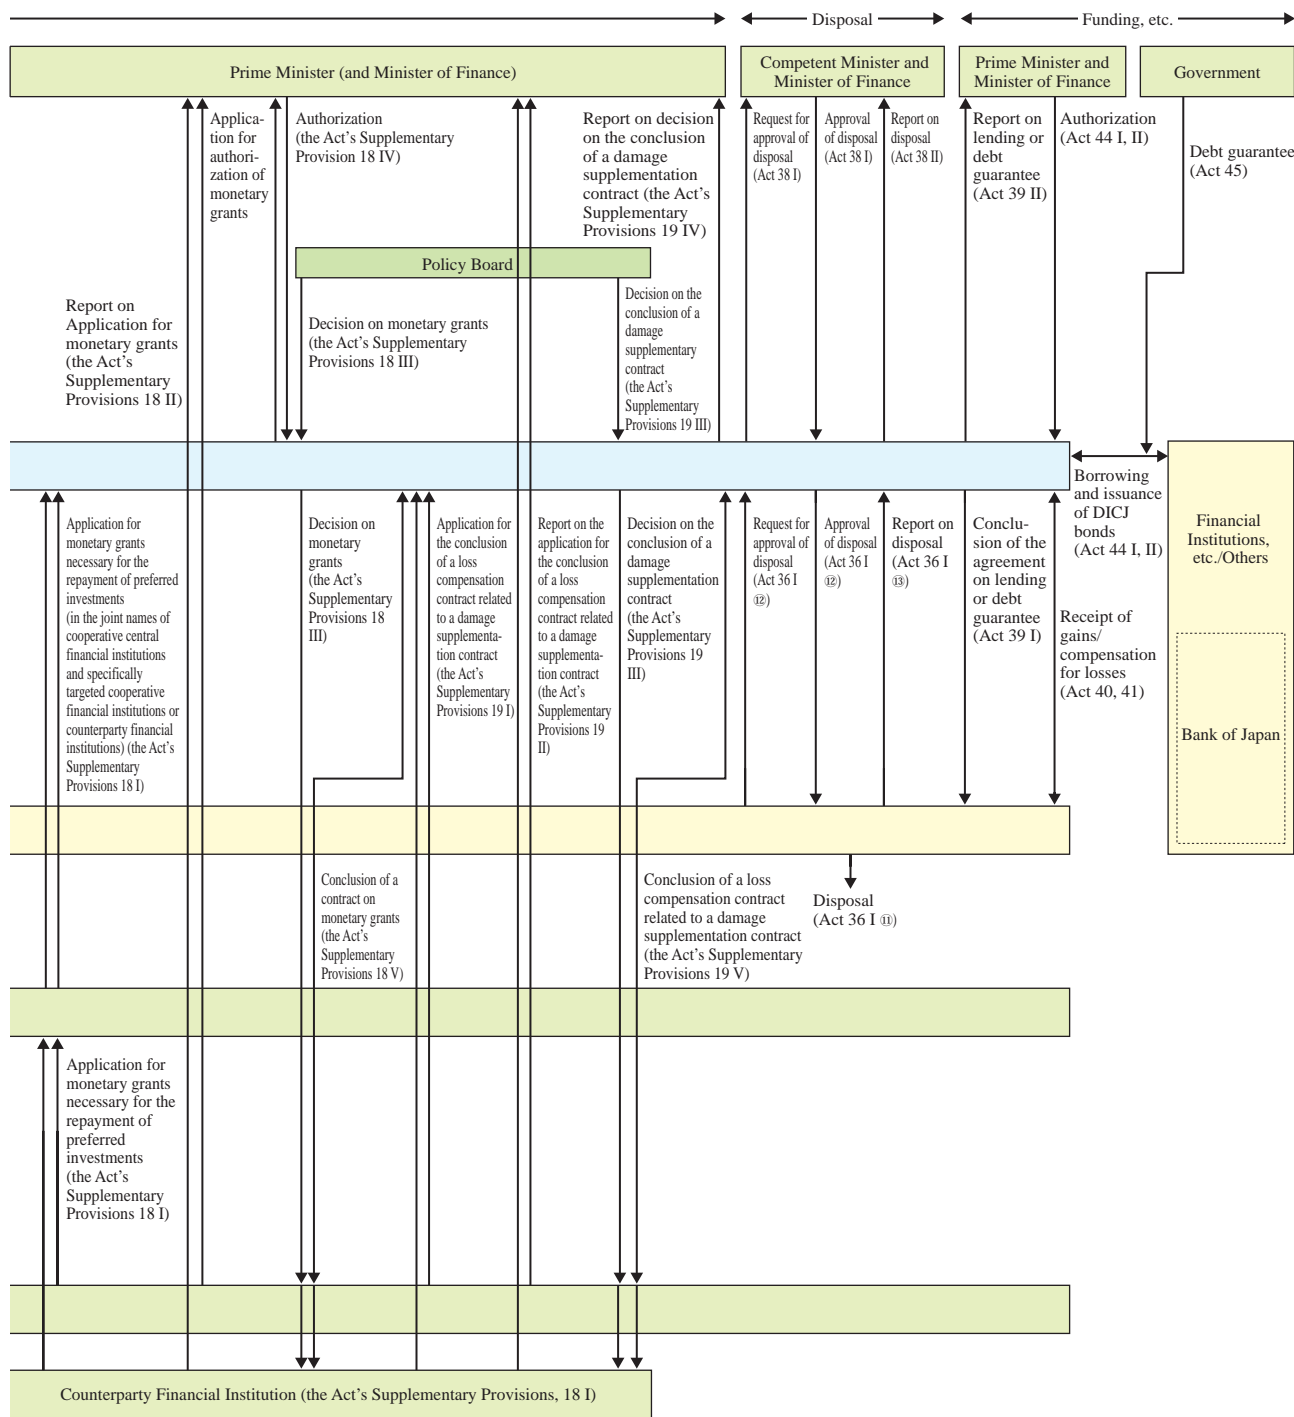 Disposal
Funding, etc.
Prime Minister (and Minister of Finance)
Competent Minister and
Minister of Finance
Prime Minister and
Minister of Finance
Government
Applica-
tion for
authori-
zation of
monetary
grants
Authorization
(the Act's Supplementary
Provision 18 IV)
Report on decision
on the conclusion
of a damage
supplementation
contract (the Act's
Supplementary
Provisions 19 IV)
Request for
approval of
disposal
(Act 38 I)
Approval
of disposal
(Act 38 I)
Report on
disposal
(Act 38 II)
Report on
lending or
debt
guarantee
(Act 39 II)
Authorization
(Act 44 I, II)
Debt guarantee
(Act 45)
Policy Board
Report on
Application for
monetary grants
(the Act's
Supplementary
Provisions 18 II)
Decision on monetary grants
(the Act's Supplementary
Provisions 18 III)
Decision on the
conclusion of a
damage
supplementary
contract
(the Act's
Supplementary
Provisions 19 III)
Application for
monetary grants
necessary for the
repayment of preferred
investments
(in the joint names of
cooperative central
financial institutions
and specifically
targeted cooperative
financial institutions or
counterparty financial
institutions) (the Act's
Supplementary
Provisions 18 I)
Decision on
monetary
grants
(the Act's
Supplementary
Provisions 18
III)
Application for
the conclusion
of a loss
compensation
contract related
to a damage
supplementa-
tion contract
(the Act's
Supplementary
Provisions 19 I)
Report on the
application for
the conclusion
of a loss
compensation
contract related
to a damage
supplementa-
tion contract
(the Act's
Supplementary
Provisions 19
II)
Decision on the
conclusion of a
damage
supplementation
contract
(the Act's
Supplementary
Provisions 19
III)
Request for
approval of
disposal
(Act 36 I
⑫)
Approval
of disposal
(Act 36 I
⑫)
Report on
disposal
(Act 36 I
⑬)
Conclu-
sion of the
agreement
on lending
or debt
guarantee
(Act 39 I)
Borrowing
and issuance
of DICJ
bonds
(Act 44 I, II)
Receipt of
gains/
compensation
for losses
(Act 40, 41)
Financial
Institutions,
etc./Others
Bank of Japan
Conclusion of a
contract on
monetary grants
(the Act's
Supplementary
Provisions 18 V)
Conclusion of a loss
compensation contract
related to a damage
supplementation contract
(the Act's Supplementary
Provisions 19 V)
Disposal
(Act 36 I ⑪)
Application for
monetary grants
necessary for the
repayment of
preferred
investments
(the Act's
Supplementary
Provisions 18 I)
Counterparty Financial Institution (the Act's Supplementary Provisions, 18 I)